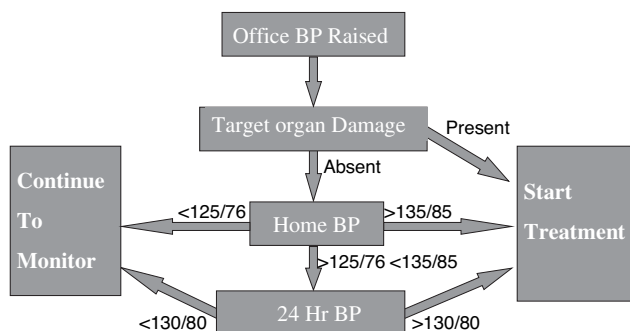 Office BP Raised
Target organ Damage
Present
Absent
Continue
To
Monitor
<125/76
Home BP
>135/85
Start
Treatment
>125/76 <135/85
<130/80
24 Hr BP
>130/80